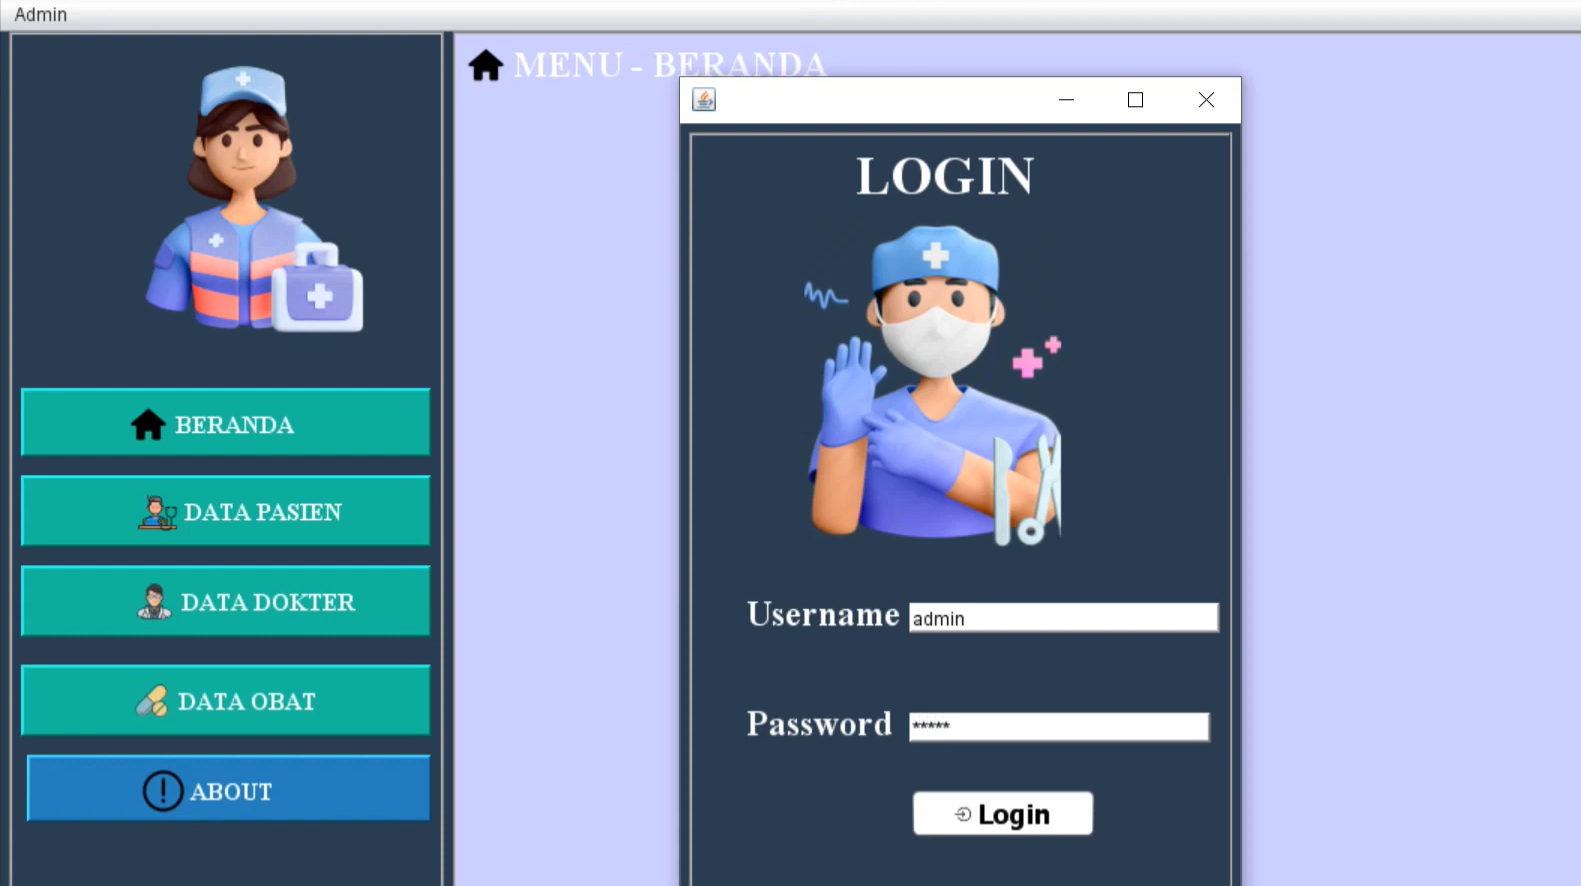 Admin
MENU - BERANDA
BERANDA
DATA PASIEN
DATA DOKTER
DATA OBAT
ABOUT
LOGIN
Username admin
Password *****
Login